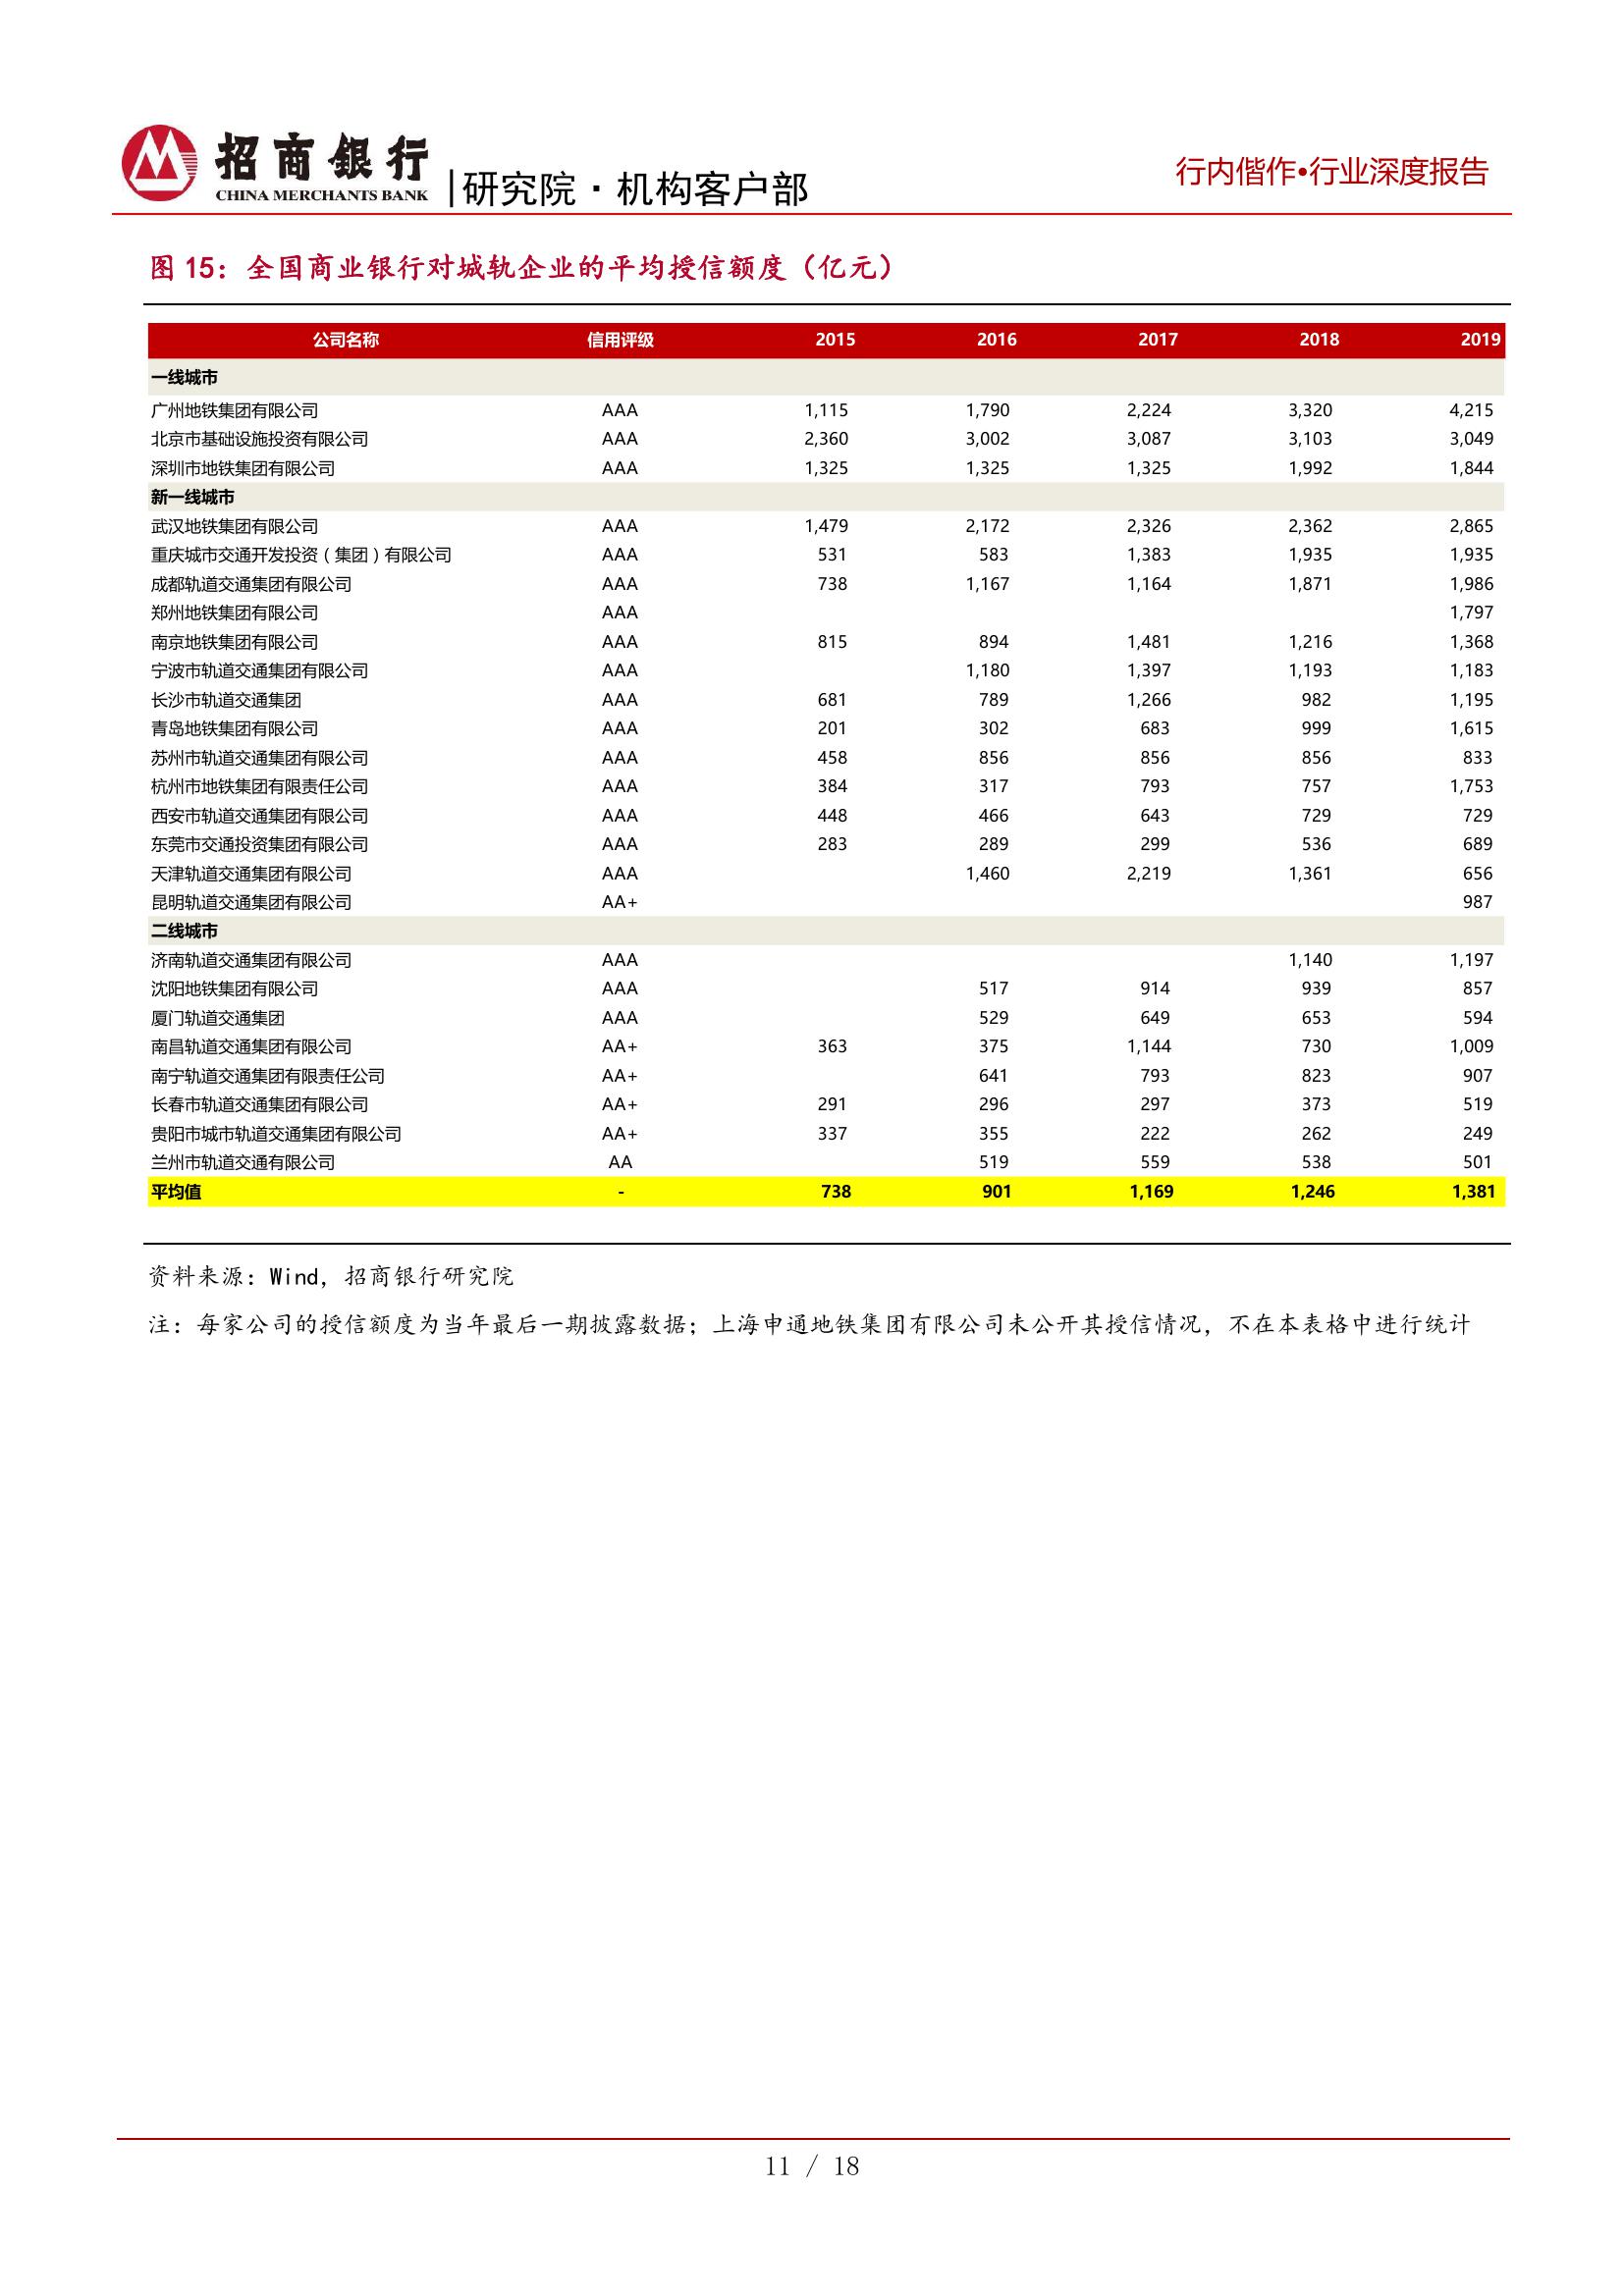 招商銀行
CHINA MERCHANTS BANK
|研究院·机构客户部
行内偕作•行业深度报告
图 15：全国商业银行对城轨企业的平均授信额度（亿元）
公司名称 信用评级 2015 2016 2017 2018 2019
一线城市
广州地铁集团有限公司 AAA 1,115 1,790 2,224 3,320 4,215
北京市基础设施投资有限公司 AAA 2,360 3,002 3,087 3,103 3,049
深圳市地铁集团有限公司 AAA 1,325 1,325 1,325 1,992 1,844
新一线城市
武汉地铁集团有限公司 AAA 1,479 2,172 2,326 2,362 2,865
重庆城市交通开发投资（集团）有限公司 AAA 531 583 1,383 1,935 1,935
成都轨道交通集团有限公司 AAA 738 1,167 1,164 1,871 1,986
郑州地铁集团有限公司 AAA 1,797
南京地铁集团有限公司 AAA 815 894 1,481 1,216 1,368
宁波市轨道交通集团有限公司 AAA 1,180 1,397 1,193 1,183
长沙市轨道交通集团 AAA 681 789 1,266 982 1,195
青岛地铁集团有限公司 AAA 201 302 683 999 1,615
苏州市轨道交通集团有限公司 AAA 458 856 856 856 833
杭州市地铁集团有限责任公司 AAA 384 317 793 757 1,753
西安市轨道交通集团有限公司 AAA 448 466 643 729 729
东莞市交通投资集团有限公司 AAA 283 289 299 536 689
天津轨道交通集团有限公司 AAA 1,460 2,219 1,361 656
昆明轨道交通集团有限公司 AA+ 987
二线城市
济南轨道交通集团有限公司 AAA 1,140 1,197
沈阳地铁集团有限公司 AAA 517 914 939 857
厦门轨道交通集团 AAA 529 649 653 594
南昌轨道交通集团有限公司 AA+ 363 375 1,144 730 1,009
南宁轨道交通集团有限责任公司 AA+ 641 793 823 907
长春市轨道交通集团有限公司 AA+ 291 296 297 373 519
贵阳市城市轨道交通集团有限公司 AA+ 337 355 222 262 249
兰州市轨道交通有限公司 AA 519 559 538 501
平均值 - 738 901 1,169 1,246 1,381
资料来源：Wind，招商银行研究院
注：每家公司的授信额度为当年最后一期披露数据；上海申通地铁集团有限公司未公开其授信情况，不在本表格中进行统计
11 / 18